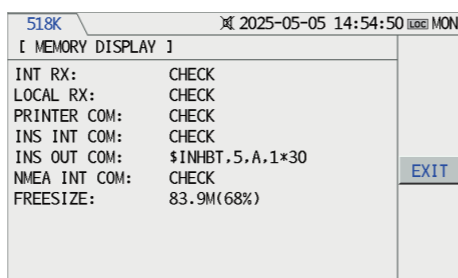 518K 2025-05-05 14:54:50 LOC MON
[ MEMORY DISPLAY ]
INT RX: CHECK
LOCAL RX: CHECK
PRINTER COM: CHECK
INS INT COM: CHECK
INS OUT COM: $INHBT,5,A,1*30
NMEA INT COM: CHECK
FREESIZE: 83.9M(68%)
EXIT